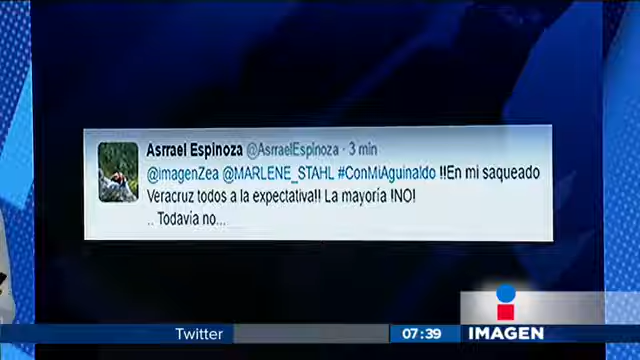 Asrrael Espinoza @AsrraelEspinoza · 3 min
@imagenZea @MARLENE_STAHL #ConMiAguinaldo !!En mi saqueado
Veracruz todos a la expectativa!! La mayoría !NO!
.. Todavía no...
Twitter
07:39
IMAGEN